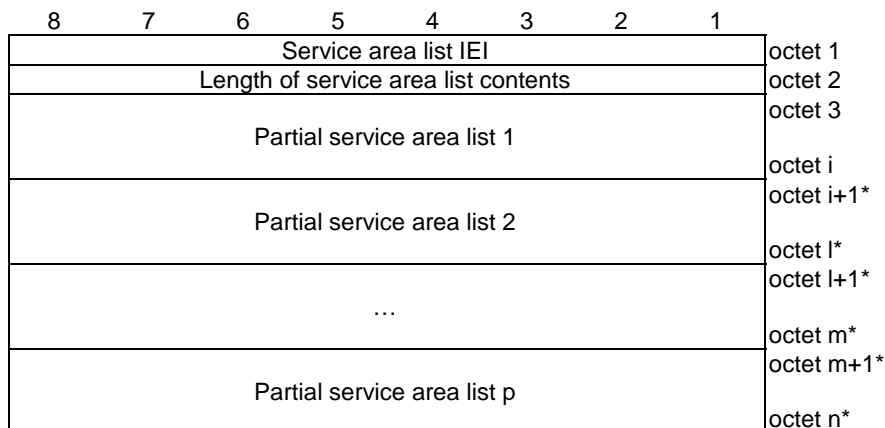 8 7 6 5 4 3 2 1
Service area list IEI octet 1
Length of service area list contents octet 2
octet 3
Partial service area list 1
octet i
octet i+1*
Partial service area list 2
octet l*
octet l+1*
…
octet m*
octet m+1*
Partial service area list p
octet n*